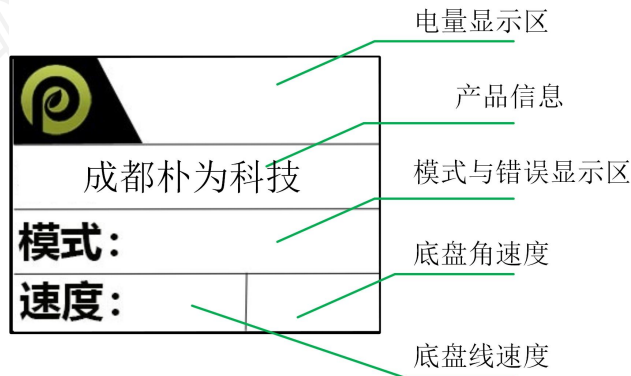 电量显示区
产品信息
成都朴为科技
模式与错误显示区
模式：
底盘角速度
速度：
底盘线速度